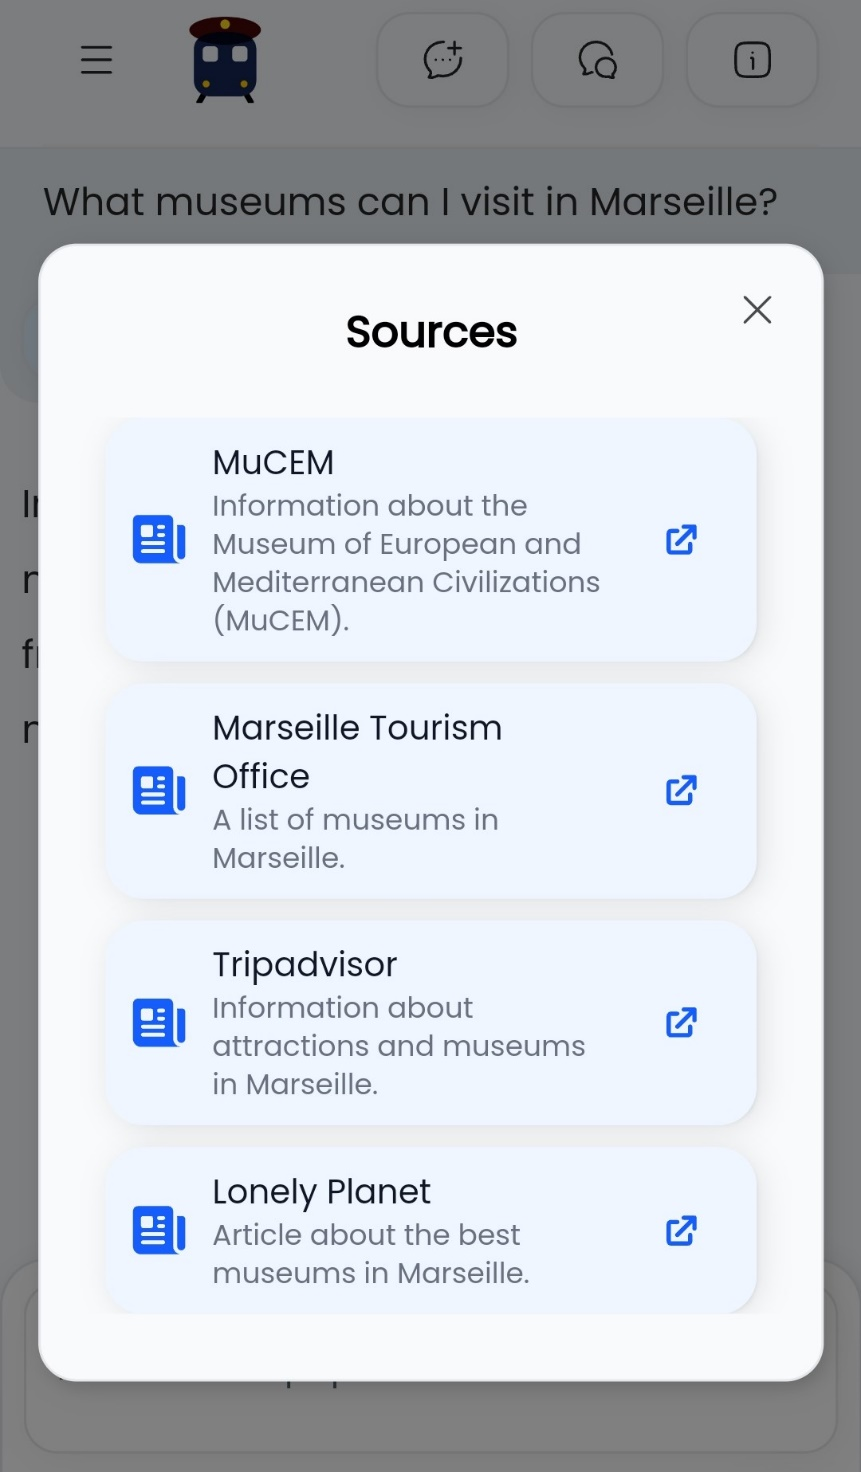 What museums can I visit in Marseille?
Sources
MuCEM
Information about the
Museum of European and
Mediterranean Civilizations
(MuCEM).
Marseille Tourism
Office
A list of museums in
Marseille.
Tripadvisor
Information about
attractions and museums
in Marseille.
Lonely Planet
Article about the best
museums in Marseille.